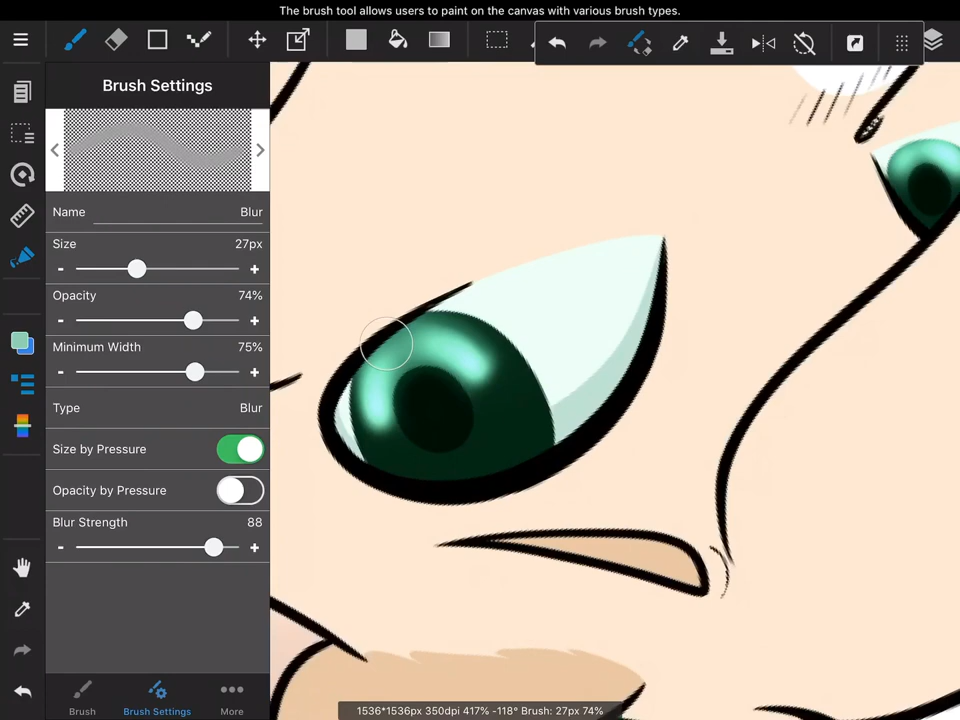 The brush tool allows users to paint on the canvas with various brush types.
Brush Settings
Name Blur
Size 27px
- +
Opacity 74%
- +
Minimum Width 75%
- +
Type Blur
Size by Pressure
Opacity by Pressure
Blur Strength 88
- +
Brush Brush Settings More
1536*1536px 350dpi 417% -118° Brush: 27px 74%